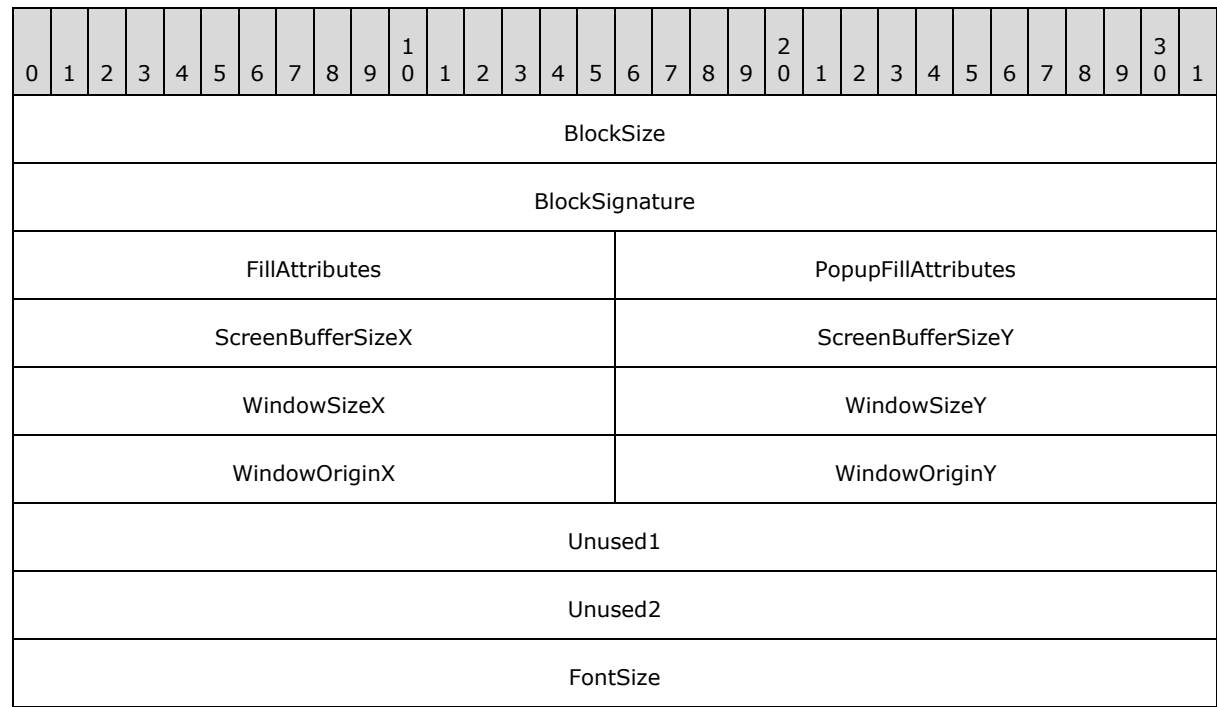 1 2 3
0 1 2 3 4 5 6 7 8 9 0 1 2 3 4 5 6 7 8 9 0 1 2 3 4 5 6 7 8 9 0 1
BlockSize
BlockSignature
FillAttributes PopupFillAttributes
ScreenBufferSizeX ScreenBufferSizeY
WindowSizeX WindowSizeY
WindowOriginX WindowOriginY
Unused1
Unused2
FontSize